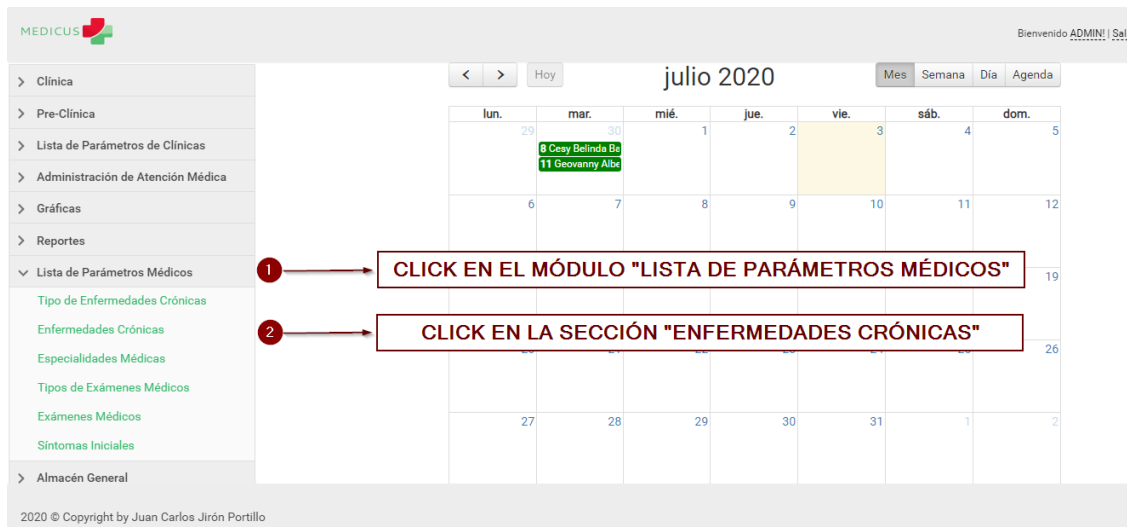 MEDICUS
Bienvenido ADMIN! | Sal
Clínica
Pre-Clínica
Lista de Parámetros de Clínicas
Administración de Atención Médica
Gráficas
Reportes
Lista de Parámetros Médicos
Tipo de Enfermedades Crónicas
Enfermedades Crónicas
Especialidades Médicas
Tipos de Exámenes Médicos
Exámenes Médicos
Síntomas Iniciales
Almacén General
Hoy
julio 2020
Mes Semana Día Agenda
lun. mar. mié. jue. vie. sáb. dom.
29 30 1 2 3 4 5
8 Cesy Belinda Ba
11 Geovanny Albe
6 7 8 9 10 11 12
1 CLICK EN EL MÓDULO "LISTA DE PARÁMETROS MÉDICOS"
19
2 CLICK EN LA SECCIÓN "ENFERMEDADES CRÓNICAS"
26
27 28 29 30 31 1 2
2020 © Copyright by Juan Carlos Jirón Portillo